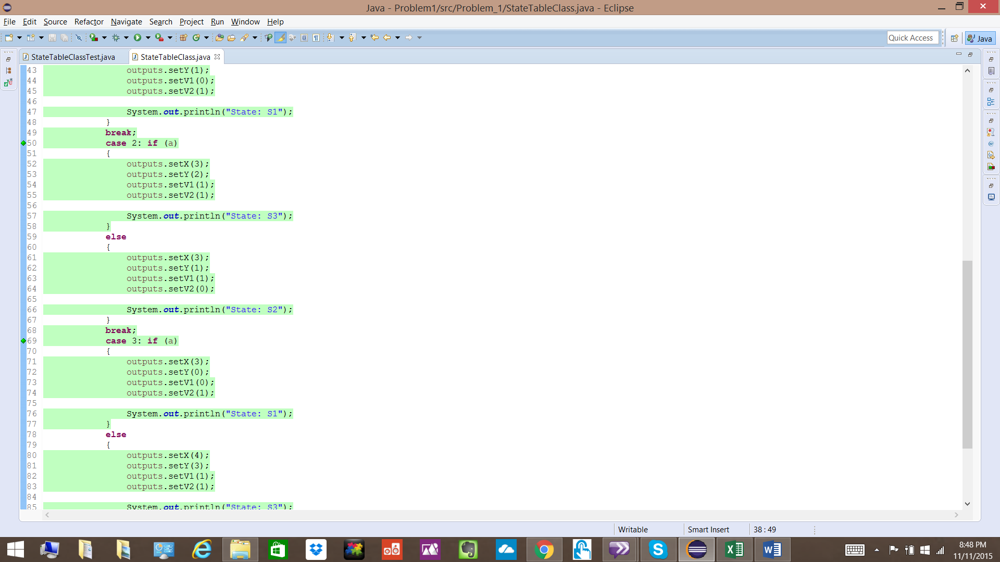 Java - Problem1/src/Problem_1/StateTableClass.java - Eclipse
File Edit Source Refactor Navigate Search Project Run Window Help
Quick Access Java
StateTableClassTest.java StateTableClass.java
43 outputs.setY(1);
44 outputs.setV1(0);
45 outputs.setV2(1);
46
47 System.out.println("State: S1");
48 }
49 break;
50 case 2: if (a)
51 {
52 outputs.setX(3);
53 outputs.setY(2);
54 outputs.setV1(1);
55 outputs.setV2(1);
56
57 System.out.println("State: S3");
58 }
59 else
60 {
61 outputs.setX(3);
62 outputs.setY(1);
63 outputs.setV1(1);
64 outputs.setV2(0);
65
66 System.out.println("State: S2");
67 }
68 break;
69 case 3: if (a)
70 {
71 outputs.setX(3);
72 outputs.setY(0);
73 outputs.setV1(0);
74 outputs.setV2(1);
75
76 System.out.println("State: S1");
77 }
78 else
79 {
80 outputs.setX(4);
81 outputs.setY(3);
82 outputs.setV1(1);
83 outputs.setV2(1);
84
85 System.out.println("State: S3");
Writable Smart Insert 38 : 49
8:48 PM
11/11/2015